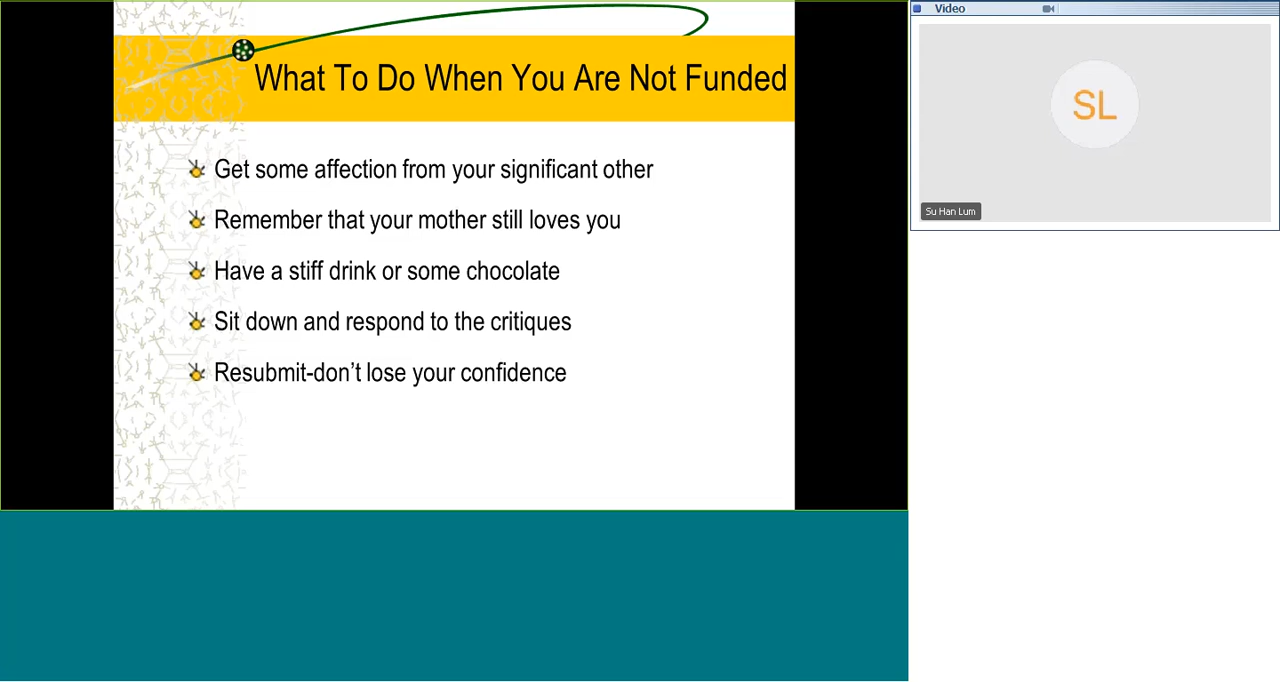 What To Do When You Are Not Funded
Get some affection from your significant other
Remember that your mother still loves you
Have a stiff drink or some chocolate
Sit down and respond to the critiques
Resubmit-don’t lose your confidence
Video
SL
Su Han Lum